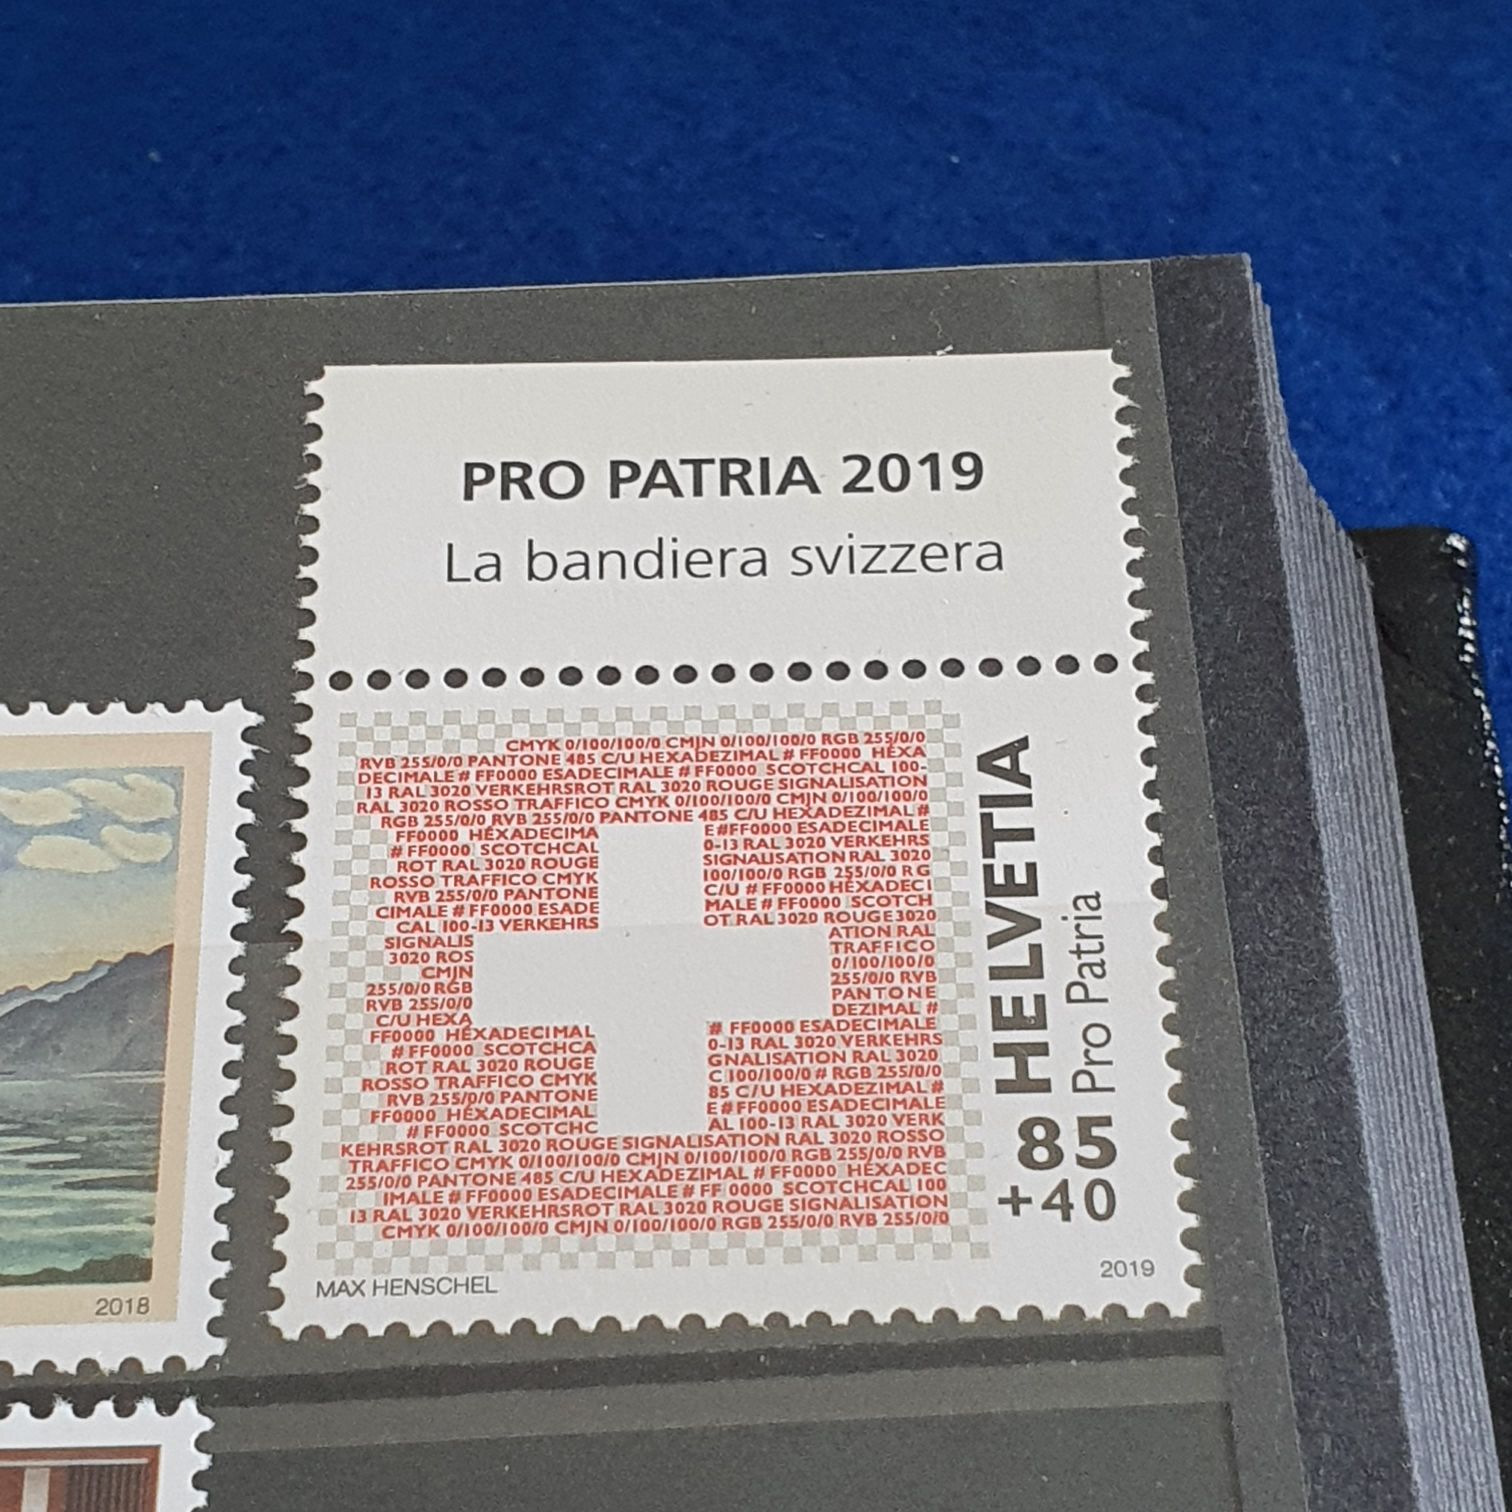 PRO PATRIA 2019
La bandiera svizzera
CMYK 0/100/100/0 CMJN 0/100/100/0 RGB 255/0/0
RVB 255/0/0 PANTONE 485 C/U HEXADEZIMAL # FF0000 HÉXA
DECIMALE # FF0000 ESADECIMALE # FF0000 SCOTCHCAL 100-
13 RAL 3020 VERKEHRSROT RAL 3020 ROUGE SIGNALISATION
RAL 3020 ROSSO TRAFFICO CMYK 0/100/100/0 CMJN 0/100/100/0
RGB 255/0/0 RVB 255/0/0 PANTONE 485 C/U HEXADEZIMAL #
FF0000 HÉXADECIMA E#FF0000 ESADECIMALE
# FF0000 SCOTCHCAL 0-13 RAL 3020 VERKEHRS
ROT RAL 3020 ROUGE SIGNALISATION RAL 3020
ROSSO TRAFFICO CMYK 100/100/0 RGB 255/0/0 RG
RVB 255/0/0 PANTONE C/U # FF0000 HÉXADECI
CIMALE # FF0000 ESADE MALE # FF0000 SCOTCH
CAL 100-13 VERKEHRS OT RAL 3020 ROUGE3020
SIGNALIS ATION RAL
3020 ROS TRAFFICO
CMJN 0/100/100/0
255/0/0 RGB 255/0/0 RVB
RVB 255/0/0 PANTONE
C/U HEXA DEZIMAL #
FF0000 HÉXADECIMAL # FF0000 ESADECIMALE
# FF0000 SCOTCHCA 0-13 RAL 3020 VERKEHRS
ROT RAL 3020 ROUGE GNALISATION RAL 3020
ROSSO TRAFFICO CMYK C 100/100/0 # RGB 255/0/0
RVB 255/0/0 PANTONE 85 C/U HEXADEZIMAL #
FF0000 HÉXADECIMAL E#FF0000 ESADECIMALE
# FF0000 SCOTCHC AL 100-13 RAL 3020 VERK
KEHRSROT RAL 3020 ROUGE SIGNALISATION RAL 3020 ROSSO
TRAFFICO CMYK 0/100/100/0 CMJN 0/100/100/0 RGB 255/0/0 RVB
255/0/0 PANTONE 485 C/U HEXADEZIMAL # FF0000 HÉXADEC
IMALE # FF0000 ESADECIMALE # FF 0000 SCOTCHCAL 100
13 RAL 3020 VERKEHRSROT RAL 3020 ROUGE SIGNALISATION
CMYK 0/100/100/0 CMJN 0/100/100/0 RGB 255/0/0 RVB 255/0/0
HELVETIA
Pro Patria
85
+40
MAX HENSCHEL
2019
2018